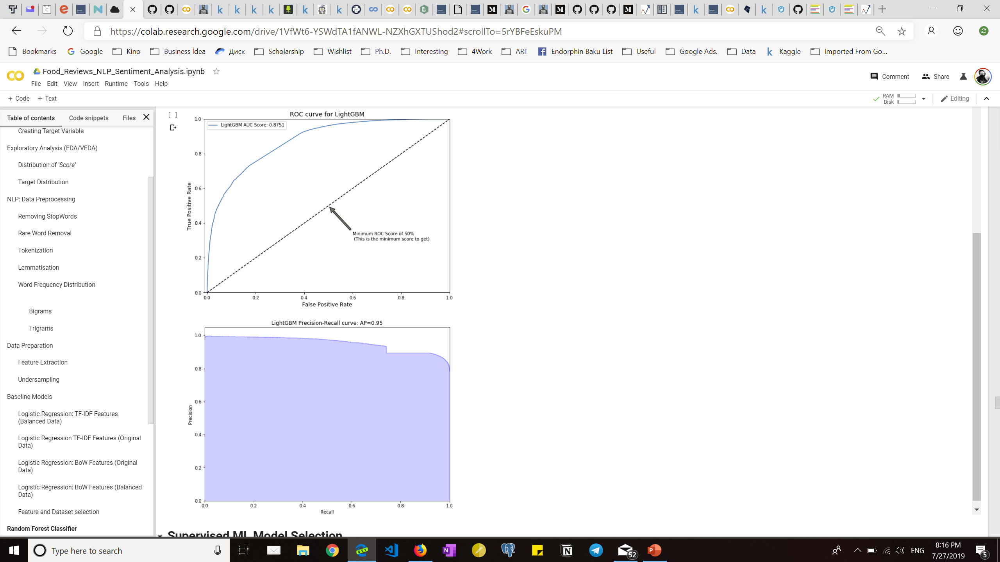 https://colab.research.google.com/drive/1VfWt6-YSWdTA1fANWL-NZXhGXTUShod2#scrollTo=5rYBFeEskuPM
Bookmarks Google Kino Business İdea Диск Scholarship Wishlist Ph.D. Interesting 4Work ART Endorphin Baku List Useful Google Ads. Data Kaggle Imported From Go...
Food_Reviews_NLP_Sentiment_Analysis.ipynb
Comment Share
File Edit View Insert Runtime Tools Help
+ Code + Text
RAM
Disk
Editing
Table of contents Code snippets Files
Creating Target Variable
Exploratory Analysis (EDA/VEDA)
Distribution of 'Score'
Target Distribution
NLP: Data Preprocessing
Removing StopWords
Rare Word Removal
Tokenization
Lemmatisation
Word Frequency Distribution
Bigrams
Trigrams
Data Preparation
Feature Extraction
Undersampling
Baseline Models
Logistic Regression: TF-IDF Features
(Balanced Data)
Logistic Regression TF-IDF Features (Original
Data)
Logistic Regression: BoW Features (Original
Data)
Logistic Regression: BoW Features (Balanced
Data)
Feature and Dataset selection
Random Forest Classifier
[ ]
ROC curve for LightGBM
LightGBM AUC Score: 0.8751
1.0
0.8
0.6
0.4
0.2
0.0
True Positive Rate
Minimum ROC Score of 50%
(This is the minimum score to get)
0.0 0.2 0.4 0.6 0.8 1.0
False Positive Rate
LightGBM Precision-Recall curve: AP=0.95
1.0
0.8
0.6
0.4
0.2
0.0
Precision
0.0 0.2 0.4 0.6 0.8 1.0
Recall
Supervised ML Model Selection
Type here to search
DEV
52
ENG
8:16 PM
7/27/2019
5